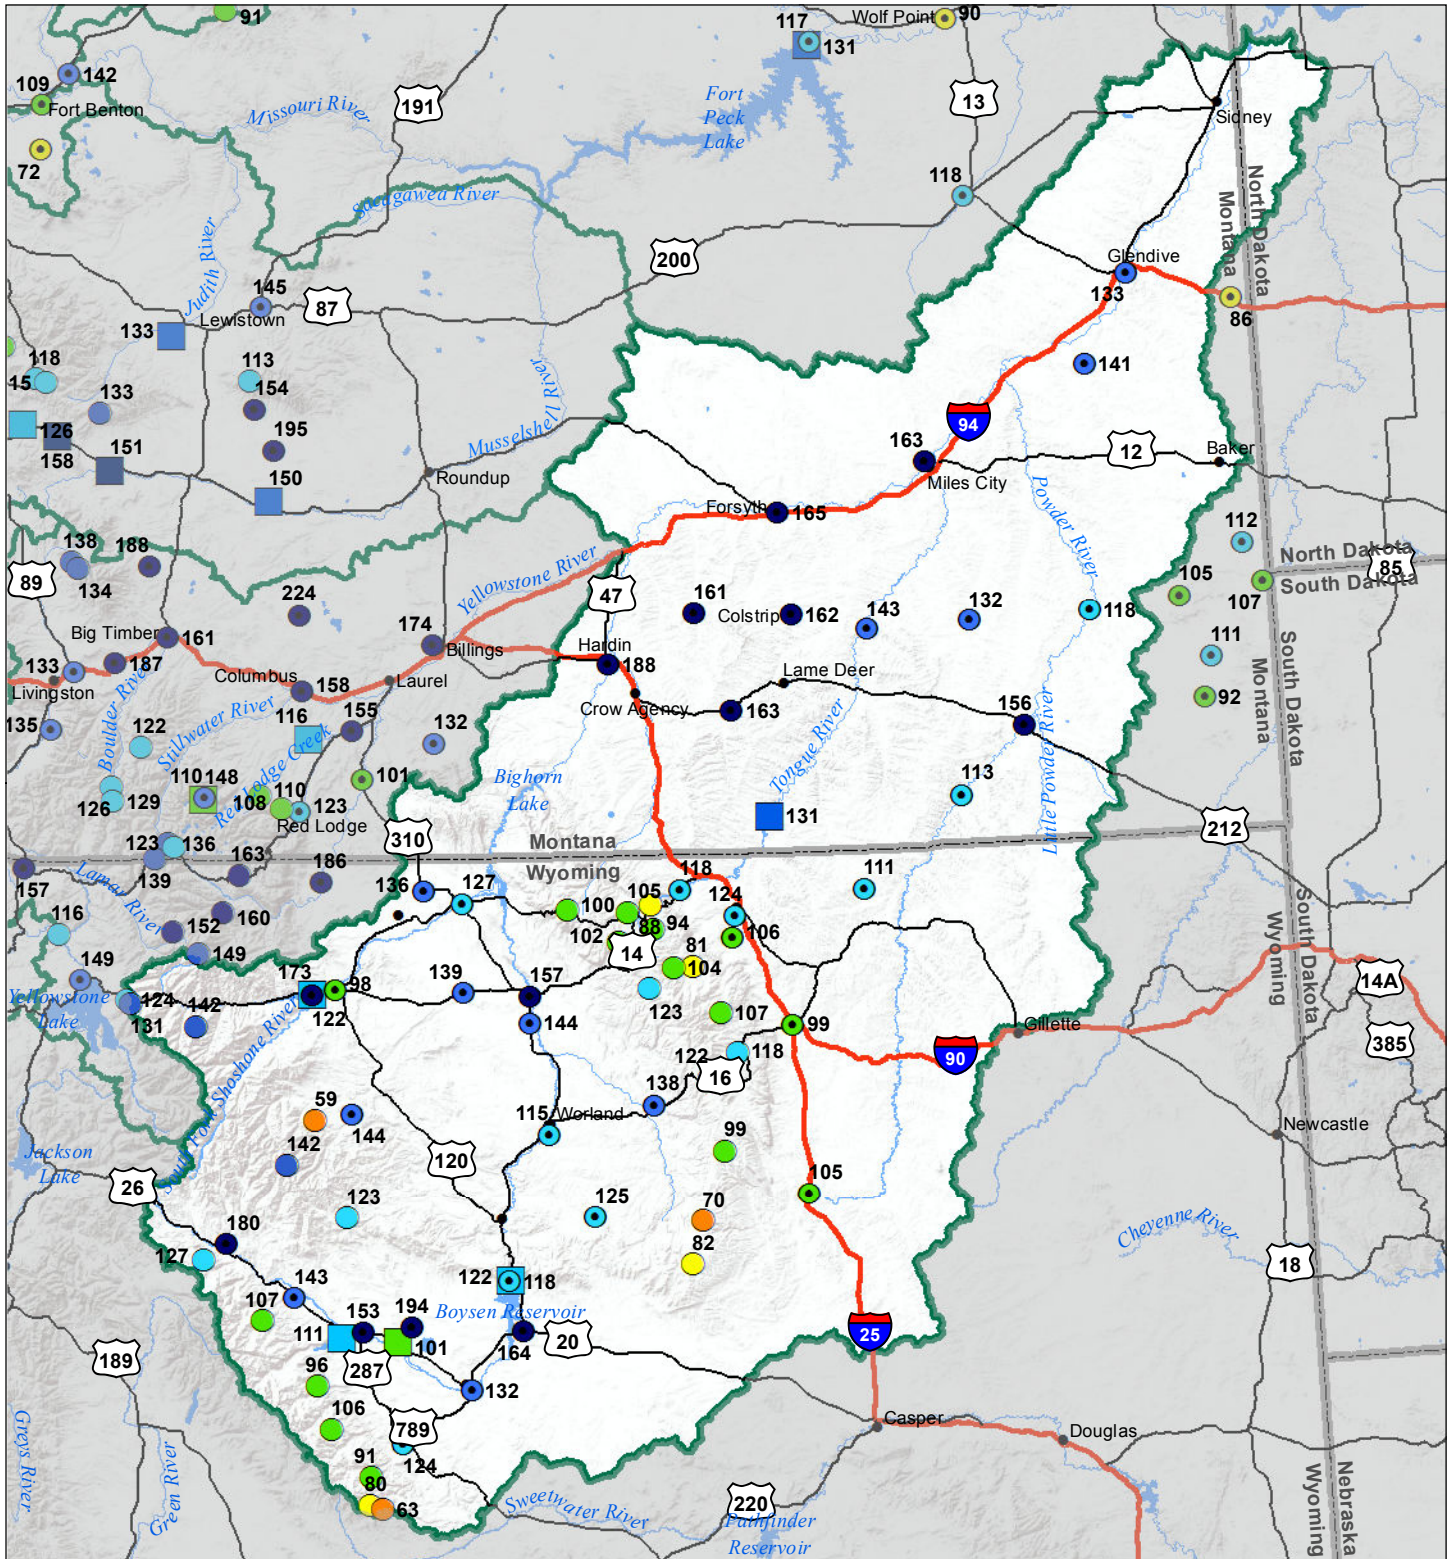 91
117
131
Wolf Point
90
109
142
Fort Benton
72
191
Missouri River
Fort
Peck
Lake
13
Sidney
118
North Dakota
Montana
Sacagawea River
Judith River
200
Glendive
133
86
145
87
Lewistown
133
118
15
113
154
133
141
126
158
151
195
150
Musselshell River
Roundup
94
163
12
Baker
Miles City
Forsyth
165
Powder River
112
North Dakota
South Dakota
85
138
134
188
89
Yellowstone River
47
105
107
224
161
Colstrip
162
143
132
118
Big Timber
161
174
Billings
Hardin
188
111
133
187
Livingston
Columbus
158
Laurel
Lame Deer
Crow Agency
163
156
92
South Dakota
Montana
135
122
Boulder River
Stillwater River
116
155
132
Bighorn
Lake
Tongue River
113
Little Powder River
110
148
101
126
129
108
110
123
Red Lodge Creek
Red Lodge
131
212
310
Montana
Wyoming
123
136
139
163
186
157
136
127
118
111
105
100
124
94
88
102
14
106
Lamar River
116
160
152
149
81
104
South Dakota
Wyoming
149
173
98
139
157
123
14A
Yellowstone
Lake
124
131
142
122
144
107
99
Gillette
385
90
122
118
16
South Fork Shoshone River
59
144
138
115
Worland
Newcastle
142
99
Jackson
Lake
26
120
105
123
125
70
82
Cheyenne River
180
127
18
122
118
143
107
Boysen Reservoir
153
194
111
101
287
164
20
25
189
96
132
106
789
124
Casper
Douglas
91
80
63
Greys River
Green River
Sweetwater River
220
Pathfinder
Reservoir
Nebraska
Wyoming